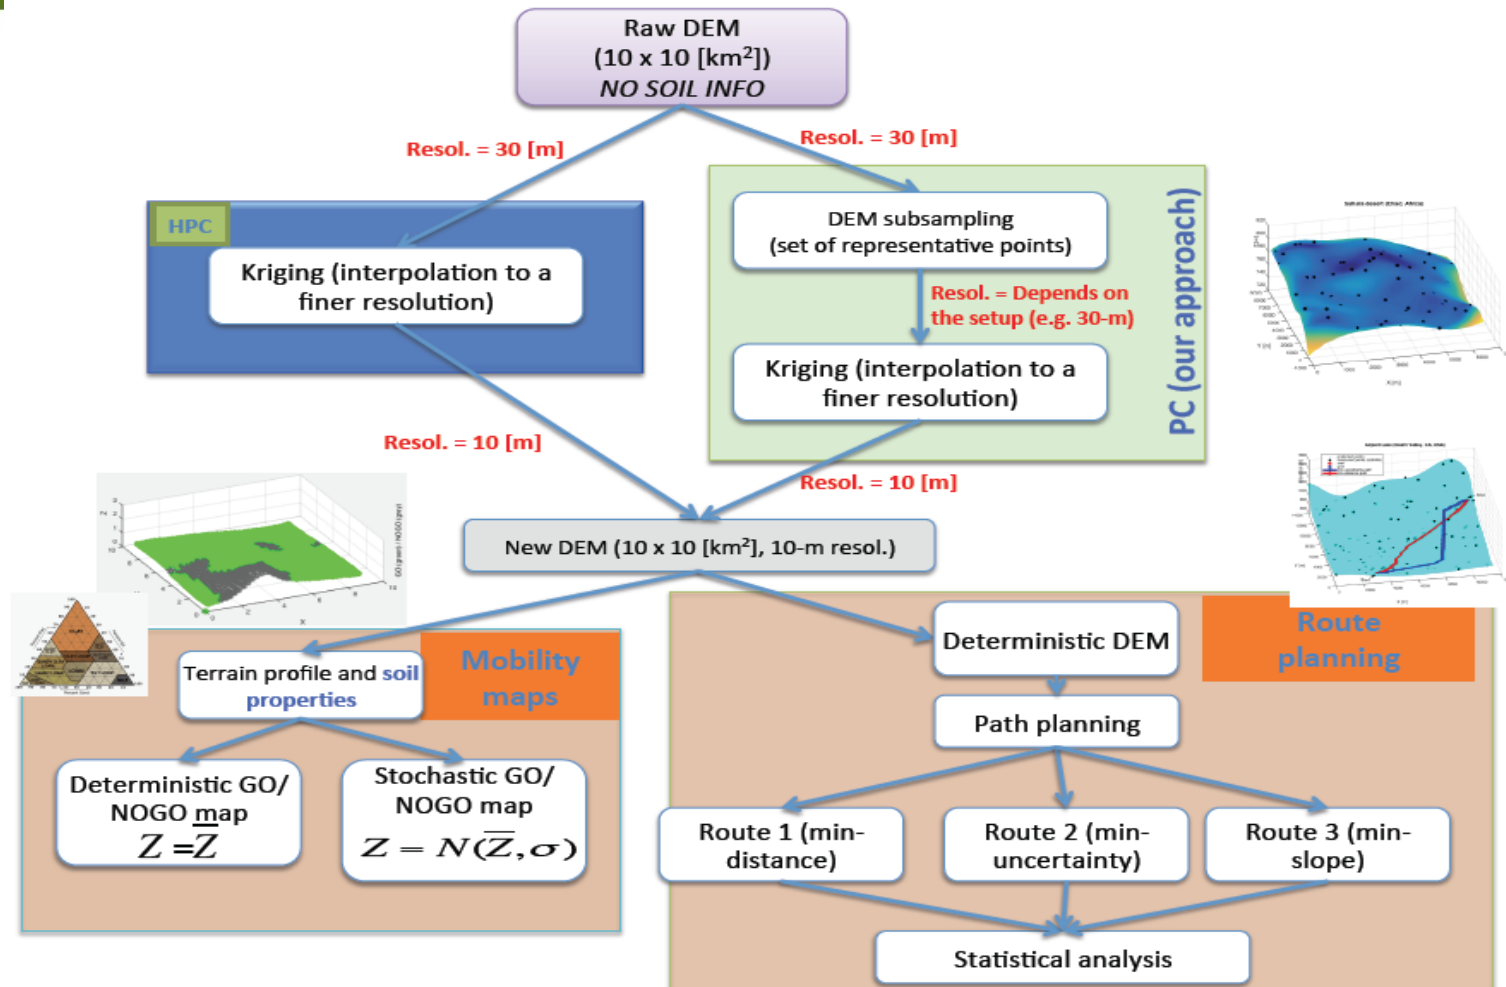 Raw DEM
(10 x 10 [km²])
NO SOIL INFO
Resol. = 30 [m]
Resol. = 30 [m]
HPC
Kriging (interpolation to a
finer resolution)
DEM subsampling
(set of representative points)
Resol. = Depends on
the setup (e.g. 30-m)
Kriging (interpolation to a
finer resolution)
PC (our approach)
Resol. = 10 [m]
Resol. = 10 [m]
New DEM (10 x 10 [km²], 10-m resol.)
GO (green) / NOGO (grey)
X
Mobility
maps
Terrain profile and soil
properties
Deterministic GO/
NOGO map
Z =Z̅
Stochastic GO/
NOGO map
Z = N(Z̅, σ)
Route
planning
Deterministic DEM
Path planning
Route 1 (min-
distance)
Route 2 (min-
uncertainty)
Route 3 (min-
slope)
Statistical analysis